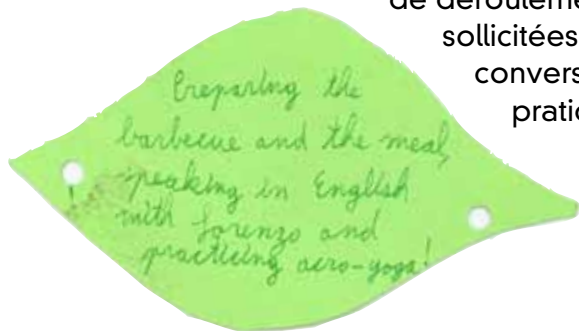 de déroulement
sollicitées
convers
pratic
Preparing the
barbecue and the meal,
speaking in English
with Lorenzo and
practicing aero-yoga!